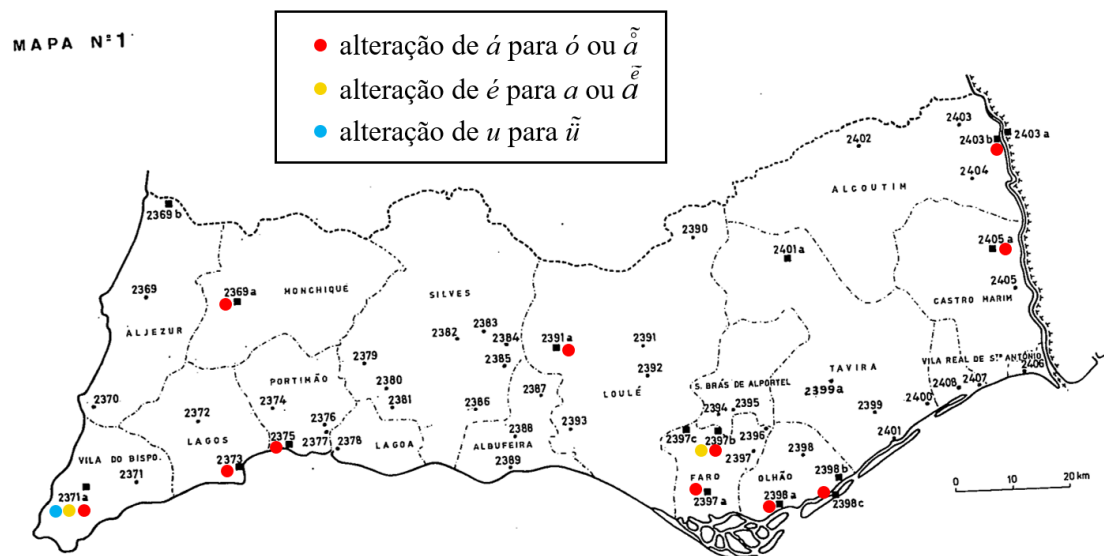 MAPA Nº1
alteração de á para ó ou å̃
alteração de é para a ou a͒̃
alteração de u para ṹ̈
2403
2402
2403 b
2403 a
2404
ALCOUTIM
2369 b
2390
2401 a
2405 a
2369
2369 a
MONCHIQUE
SILVES
2405
CASTRO MARIM
ALJEZUR
2382
2383
2384
2391 a
2391
2385
2379
VILA REAL DE Sᵗᵒ ANTÓNIO
2406
PORTIMÃO
2392
TAVIRA
S. BRÁS DE ALPORTEL
2380
2387
LOULÉ
2399a
2408
2407
2370
2372
2374
2381
2386
2394
2395
2400
2399
LAGOS
2376
2393
2375
2377
2378
LAGOA
2388
ALBUFEIRA
2397c
2397b
2396
2401
VILA DO BISPO.
2373
2389
2397
2398
2371
FARO
OLHÃO
2398 b
2371a
2397 a
2398 a
2398 c
0 10 20 km